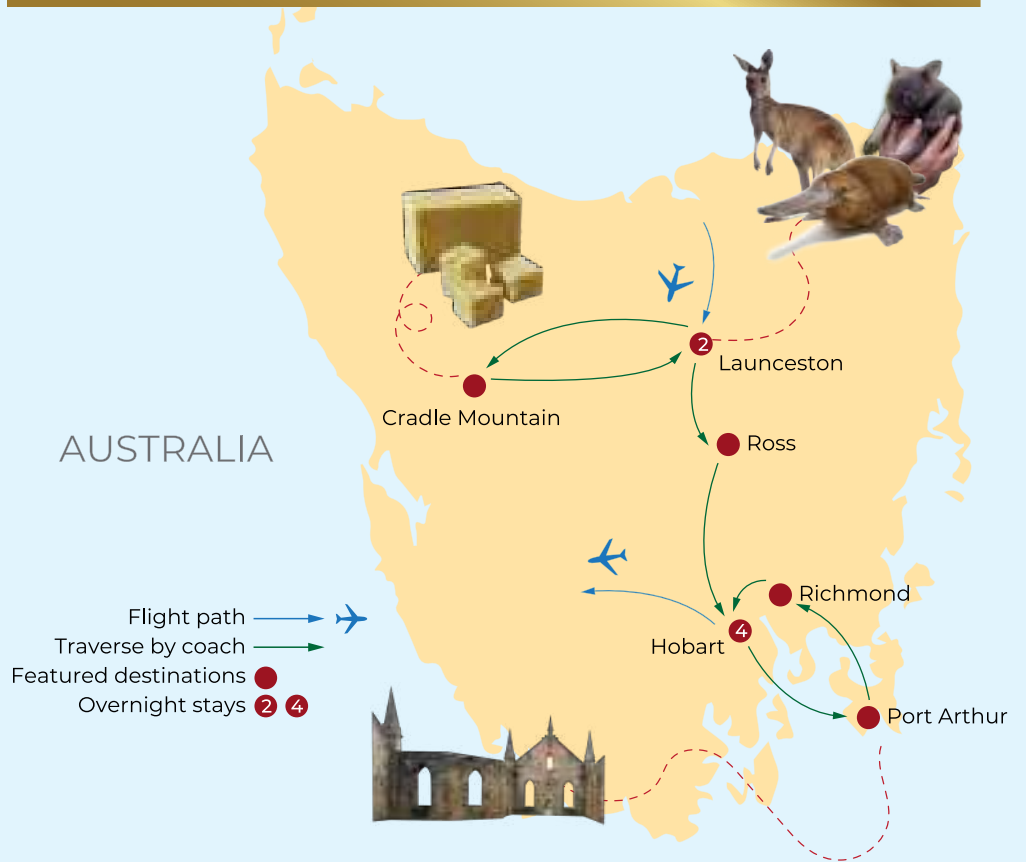 2
Launceston
Cradle Mountain
AUSTRALIA
Ross
Richmond
4
Hobart
Port Arthur
Flight path
Traverse by coach
Featured destinations
Overnight stays 2 4